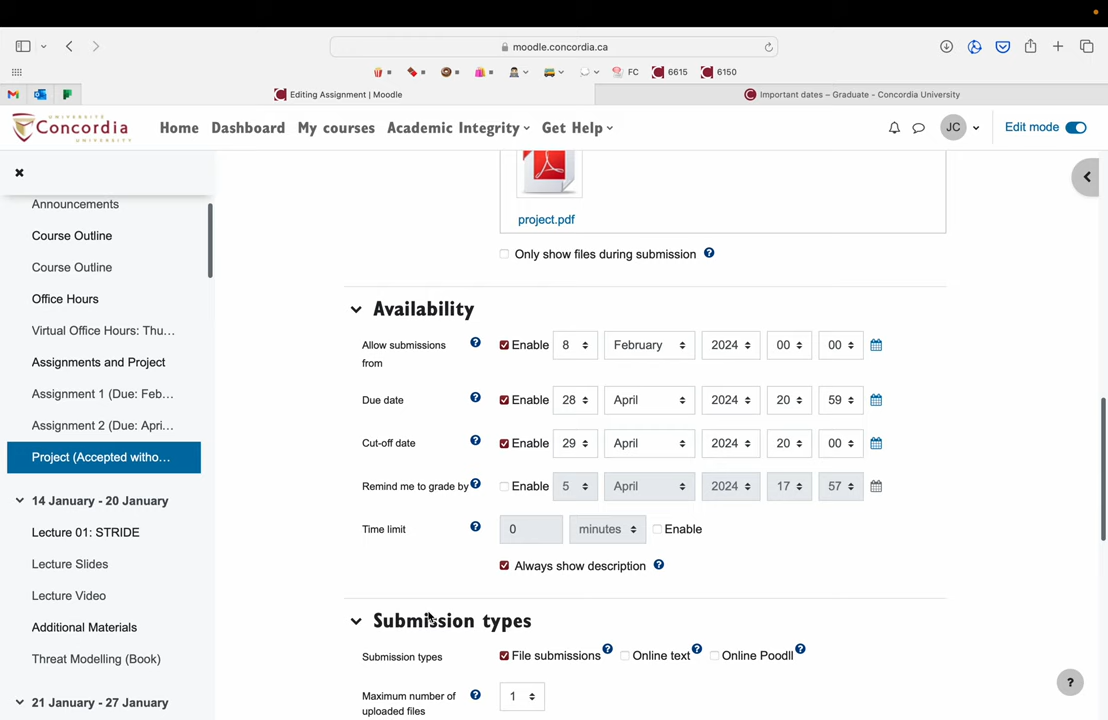 moodle.concordia.ca
FC
6615
6150
Editing Assignment | Moodle
Important dates – Graduate - Concordia University
UNIVERSITÉ
Concordia
UNIVERSITY
Home Dashboard My courses Academic Integrity Get Help
JC
Edit mode
Announcements
Course Outline
Course Outline
Office Hours
Virtual Office Hours: Thu...
Assignments and Project
Assignment 1 (Due: Feb...
Assignment 2 (Due: Apri...
Project (Accepted witho...
14 January - 20 January
Lecture 01: STRIDE
Lecture Slides
Lecture Video
Additional Materials
Threat Modelling (Book)
21 January - 27 January
project.pdf
Only show files during submission ?
Availability
Allow submissions from ? Enable 8 February 2024 00 00
Due date ? Enable 28 April 2024 20 59
Cut-off date ? Enable 29 April 2024 20 00
Remind me to grade by ? Enable 5 April 2024 17 57
Time limit ? 0 minutes Enable
Always show description ?
Submission types
Submission types File submissions ? Online text ? Online Poodll ?
Maximum number of uploaded files ? 1
?